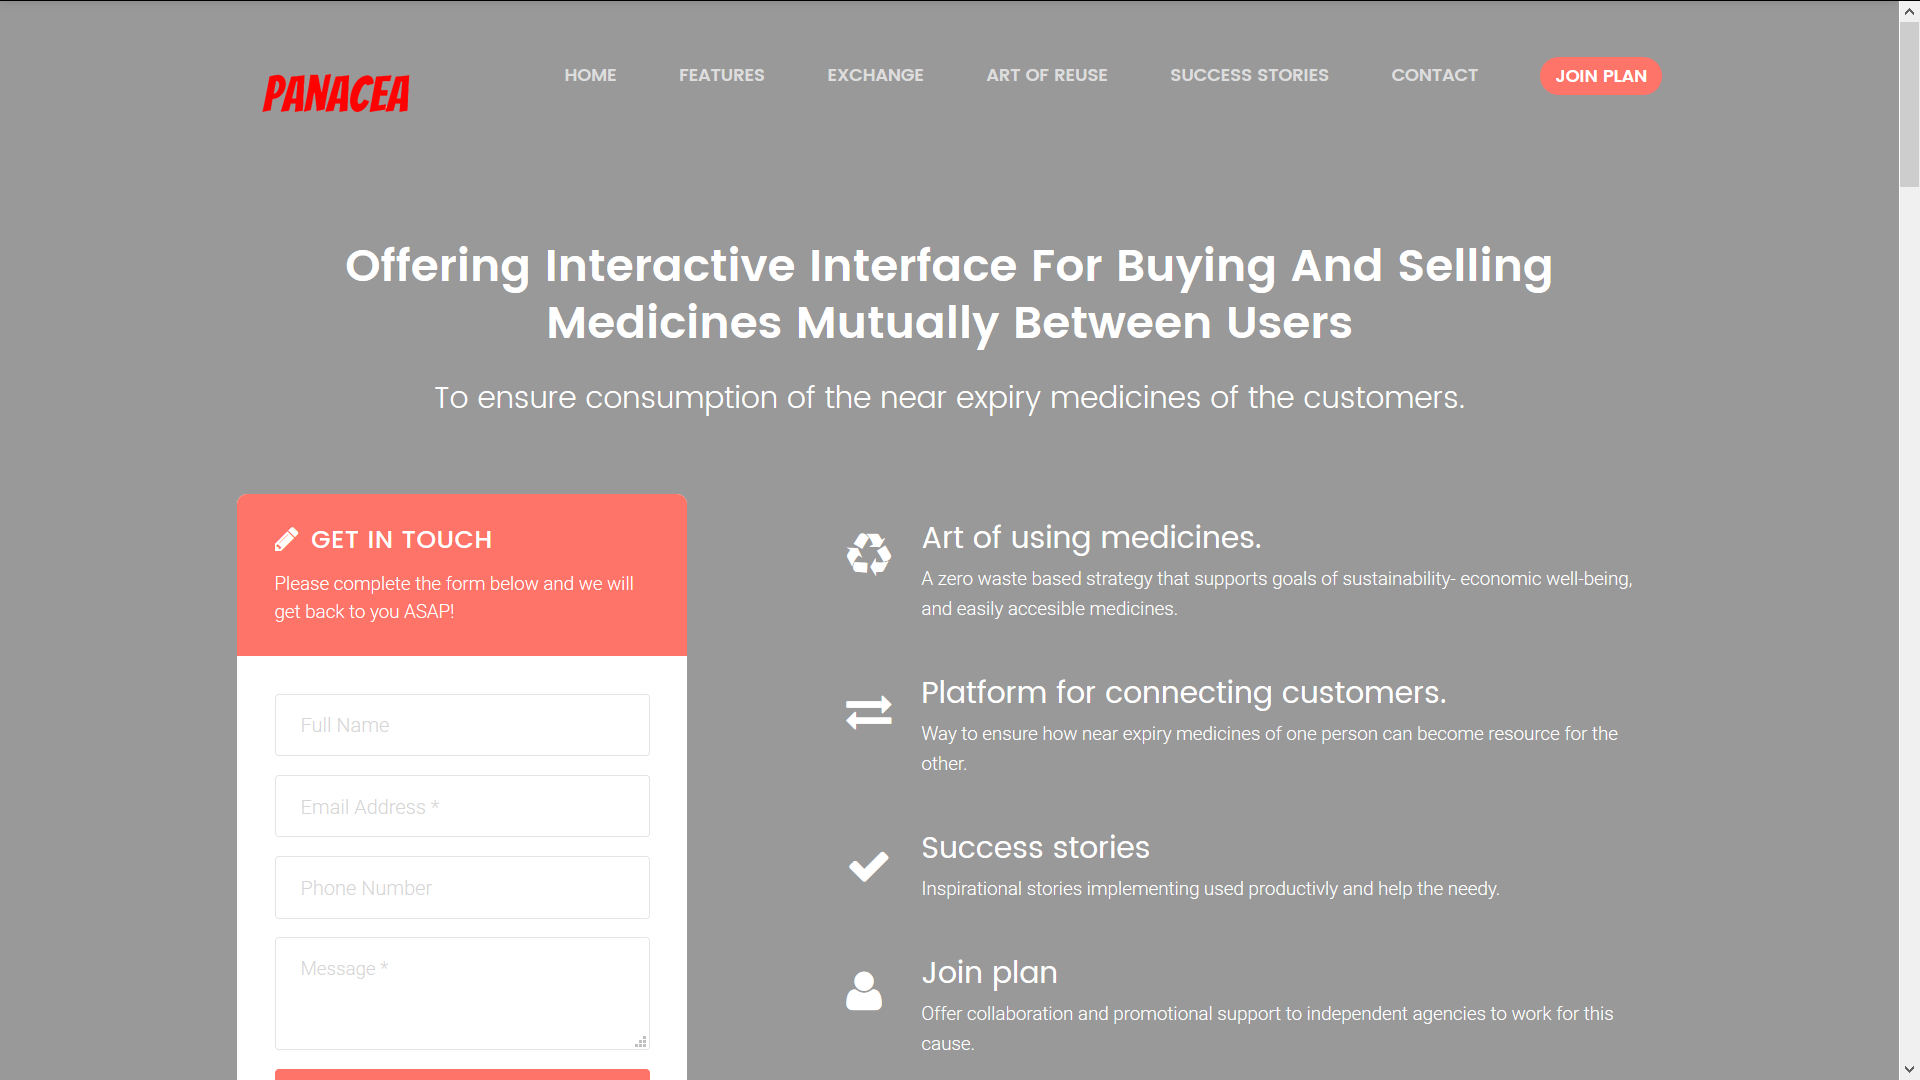 PANACEA
HOME
FEATURES
EXCHANGE
ART OF REUSE
SUCCESS STORIES
CONTACT
JOIN PLAN
Offering Interactive Interface For Buying And Selling
Medicines Mutually Between Users
To ensure consumption of the near expiry medicines of the customers.
GET IN TOUCH
Please complete the form below and we will
get back to you ASAP!
Full Name
Email Address *
Phone Number
Message *
Art of using medicines.
A zero waste based strategy that supports goals of sustainability- economic well-being,
and easily accesible medicines.
Platform for connecting customers.
Way to ensure how near expiry medicines of one person can become resource for the
other.
Success stories
Inspirational stories implementing used productivly and help the needy.
Join plan
Offer collaboration and promotional support to independent agencies to work for this
cause.